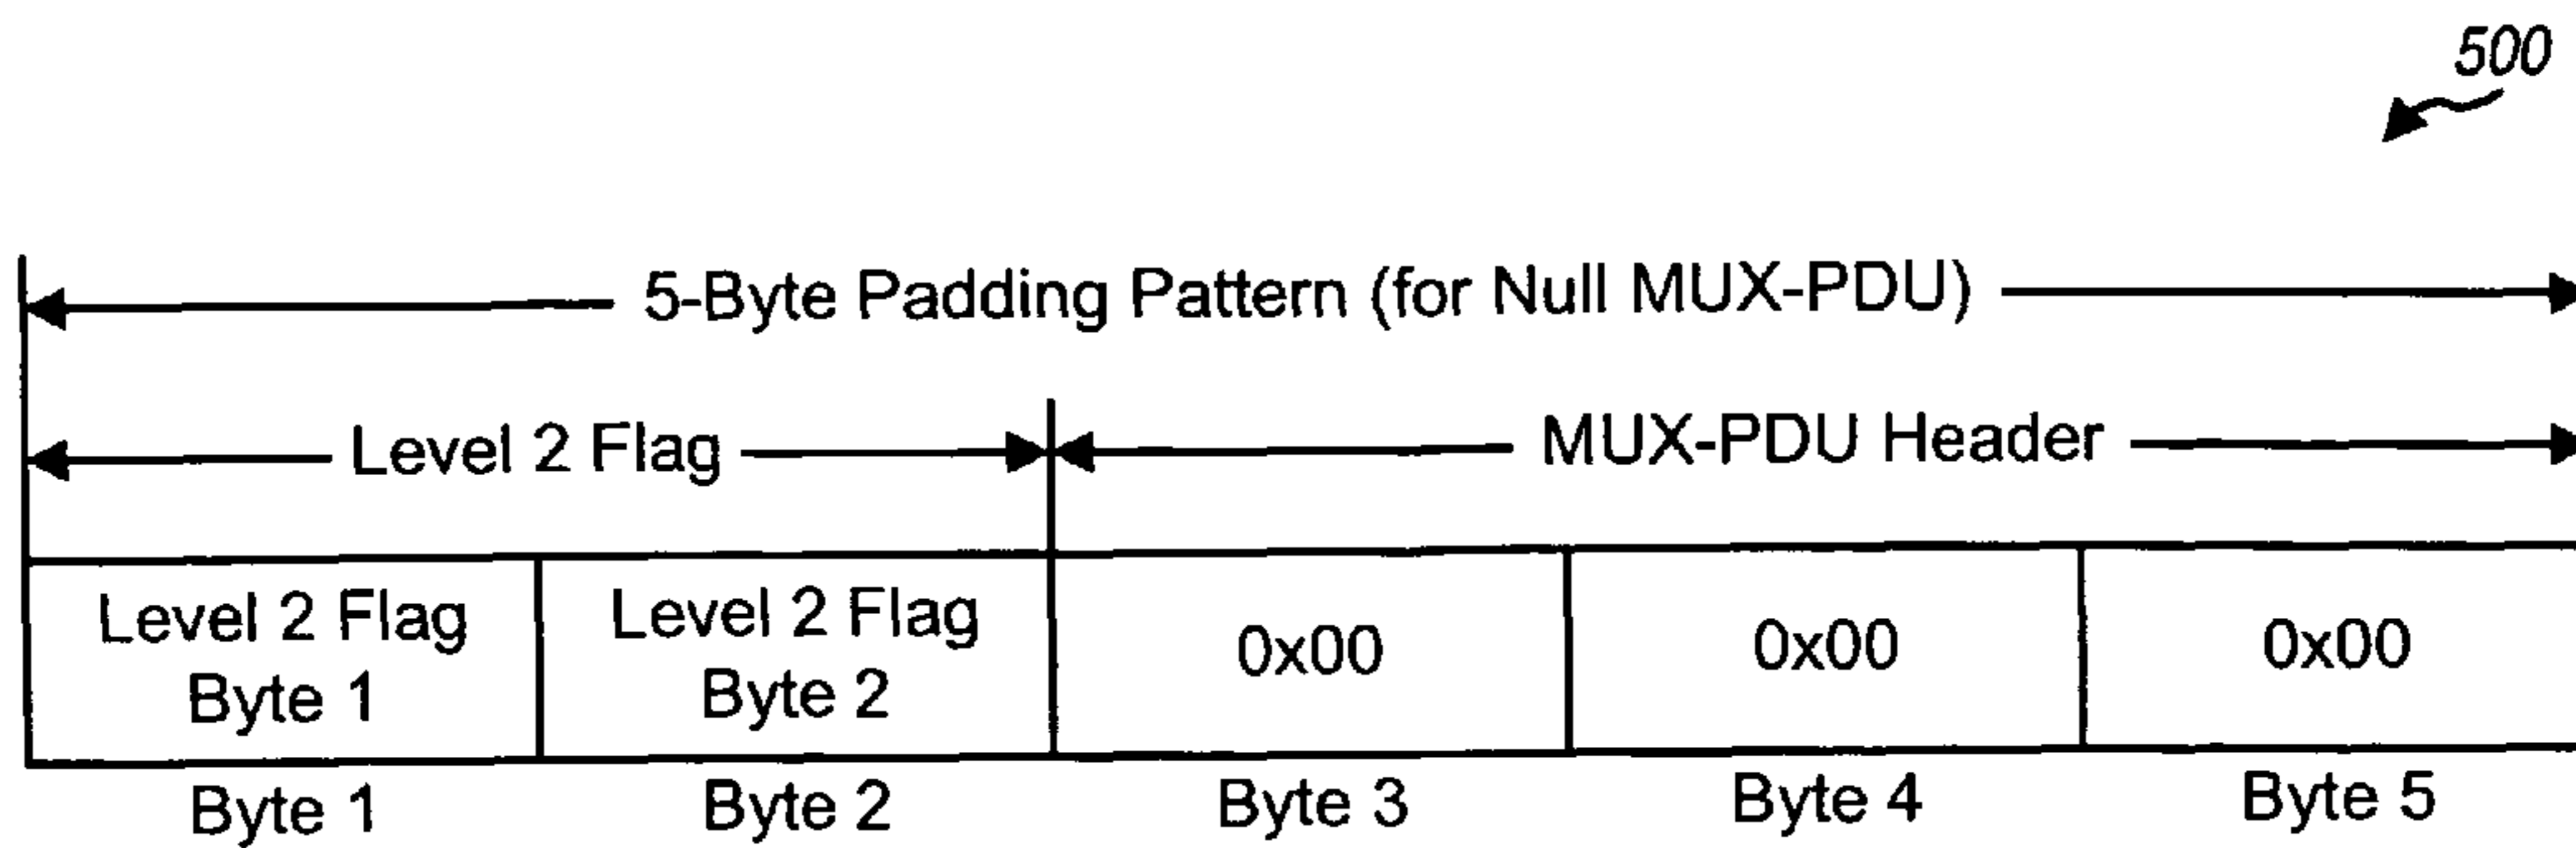 500
5-Byte Padding Pattern (for Null MUX-PDU)
Level 2 Flag MUX-PDU Header
Level 2 Flag Level 2 Flag
Byte 1 Byte 2 0x00 0x00 0x00
Byte 1 Byte 2 Byte 3 Byte 4 Byte 5